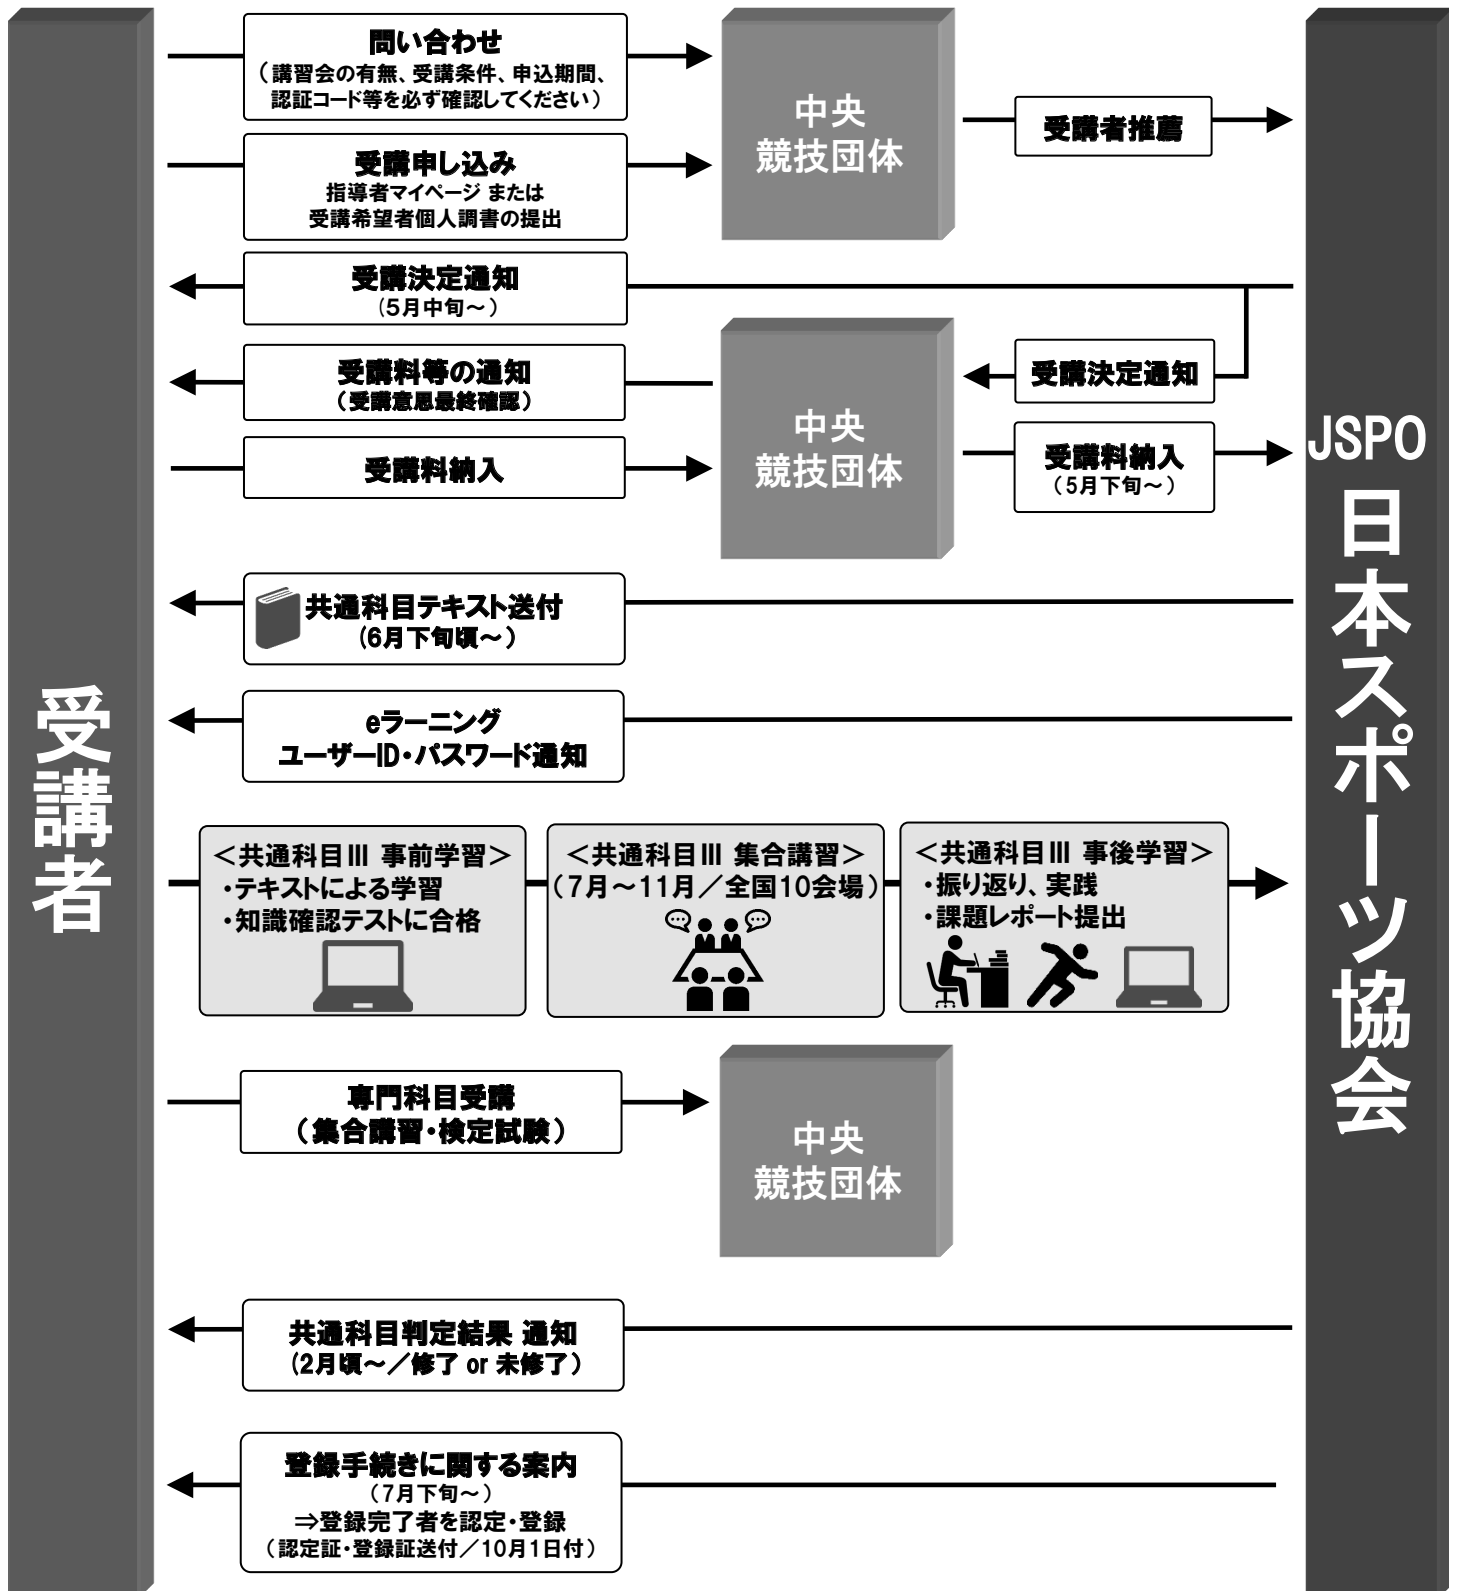 問い合わせ
（講習会の有無、受講条件、申込期間、
認証コード等を必ず確認してください）
中央
競技団体
受講者推薦
受講申し込み
指導者マイページ または
受講希望者個人調書の提出
受講決定通知
（5月中旬～）
受講料等の通知
（受講意思最終確認）
中央
競技団体
受講決定通知
受講料納入
受講料納入
（5月下旬～）
共通科目テキスト送付
（6月下旬頃～）
eラーニング
ユーザーID・パスワード通知
受講者
JSPO
日本スポーツ協会
＜共通科目Ⅲ 事前学習＞
・テキストによる学習
・知識確認テストに合格
＜共通科目Ⅲ 集合講習＞
（7月～11月／全国10会場）
＜共通科目Ⅲ 事後学習＞
・振り返り、実践
・課題レポート提出
専門科目受講
（集合講習・検定試験）
中央
競技団体
共通科目判定結果 通知
（2月頃～／修了 or 未修了）
登録手続きに関する案内
（7月下旬～）
⇒登録完了者を認定・登録
（認定証・登録証送付／10月1日付）